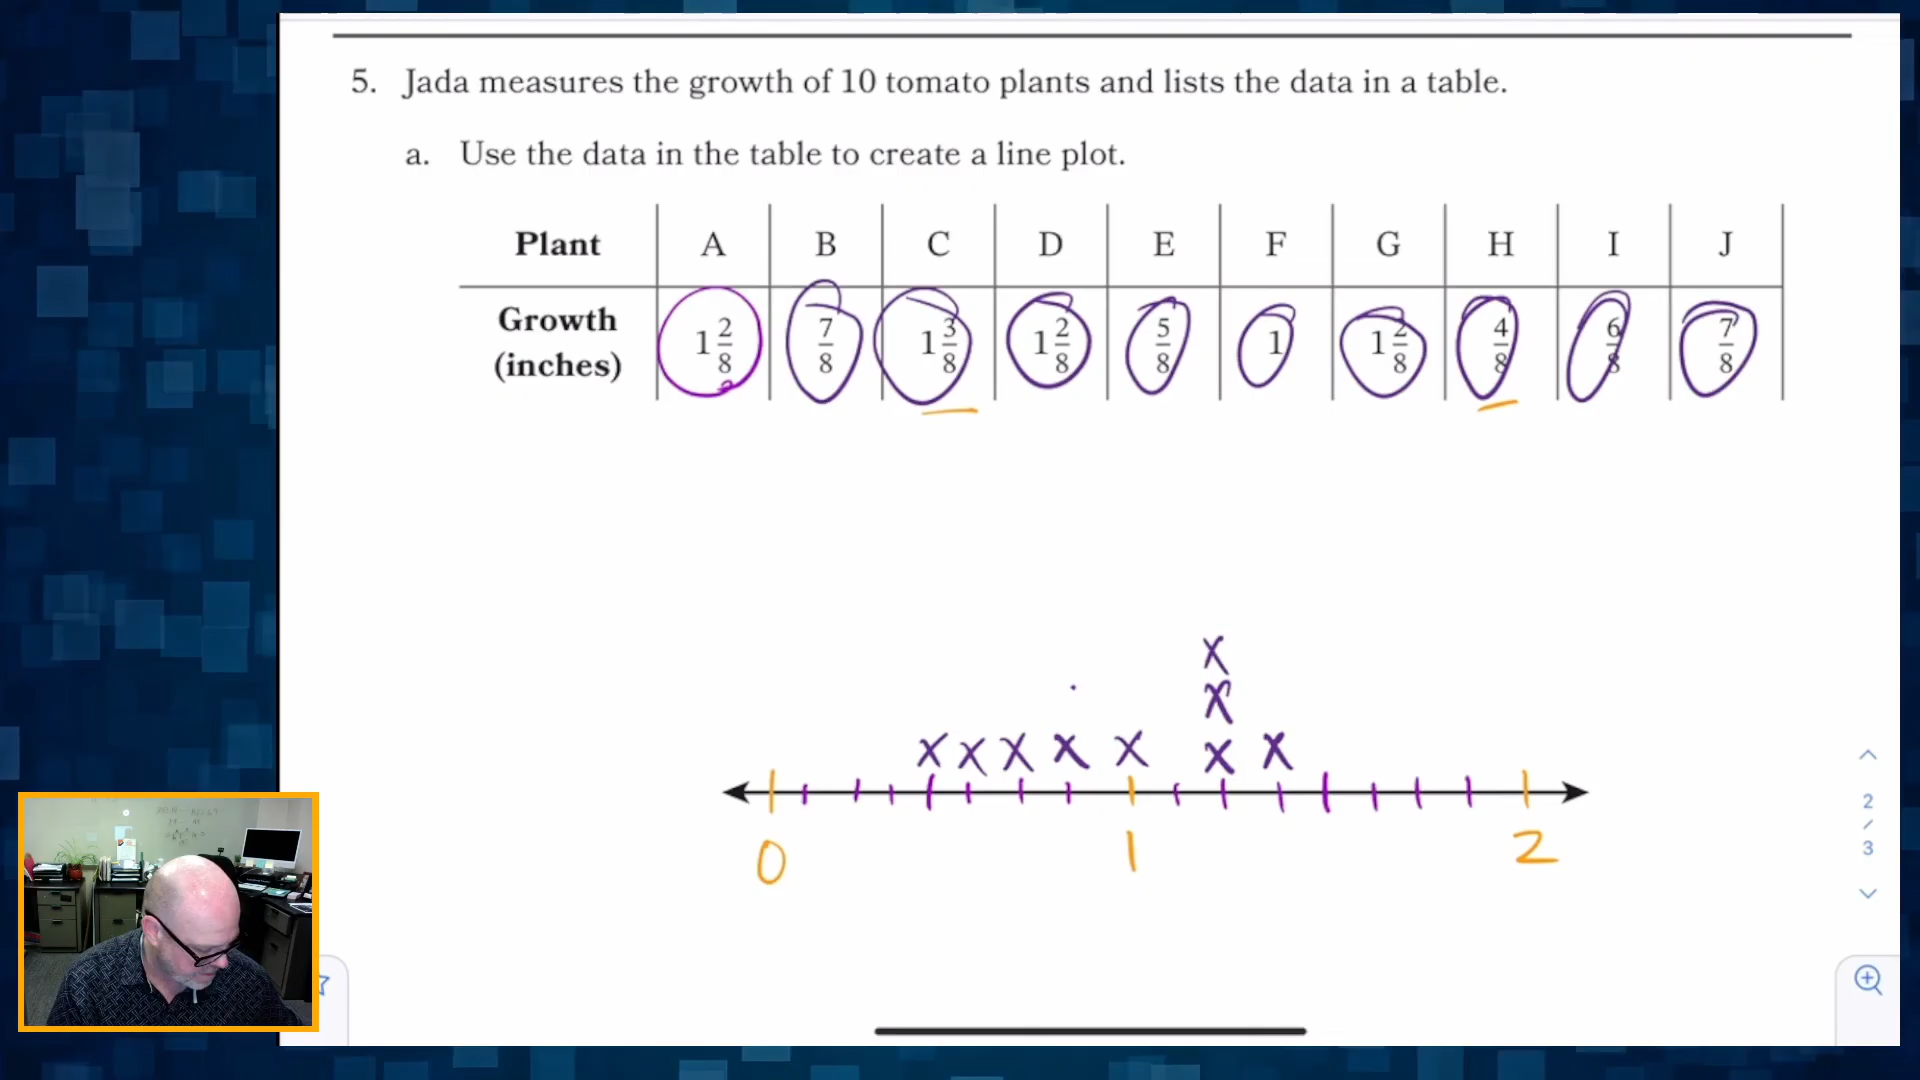 5. Jada measures the growth of 10 tomato plants and lists the data in a table.
a. Use the data in the table to create a line plot.
Plant A B C D E F G H I J
Growth (inches) 1 2/8 7/8 1 3/8 1 2/8 5/8 1 1 2/8 4/8 6/8 7/8
X
X
X X X X X X X
0 1 2
2
/
3